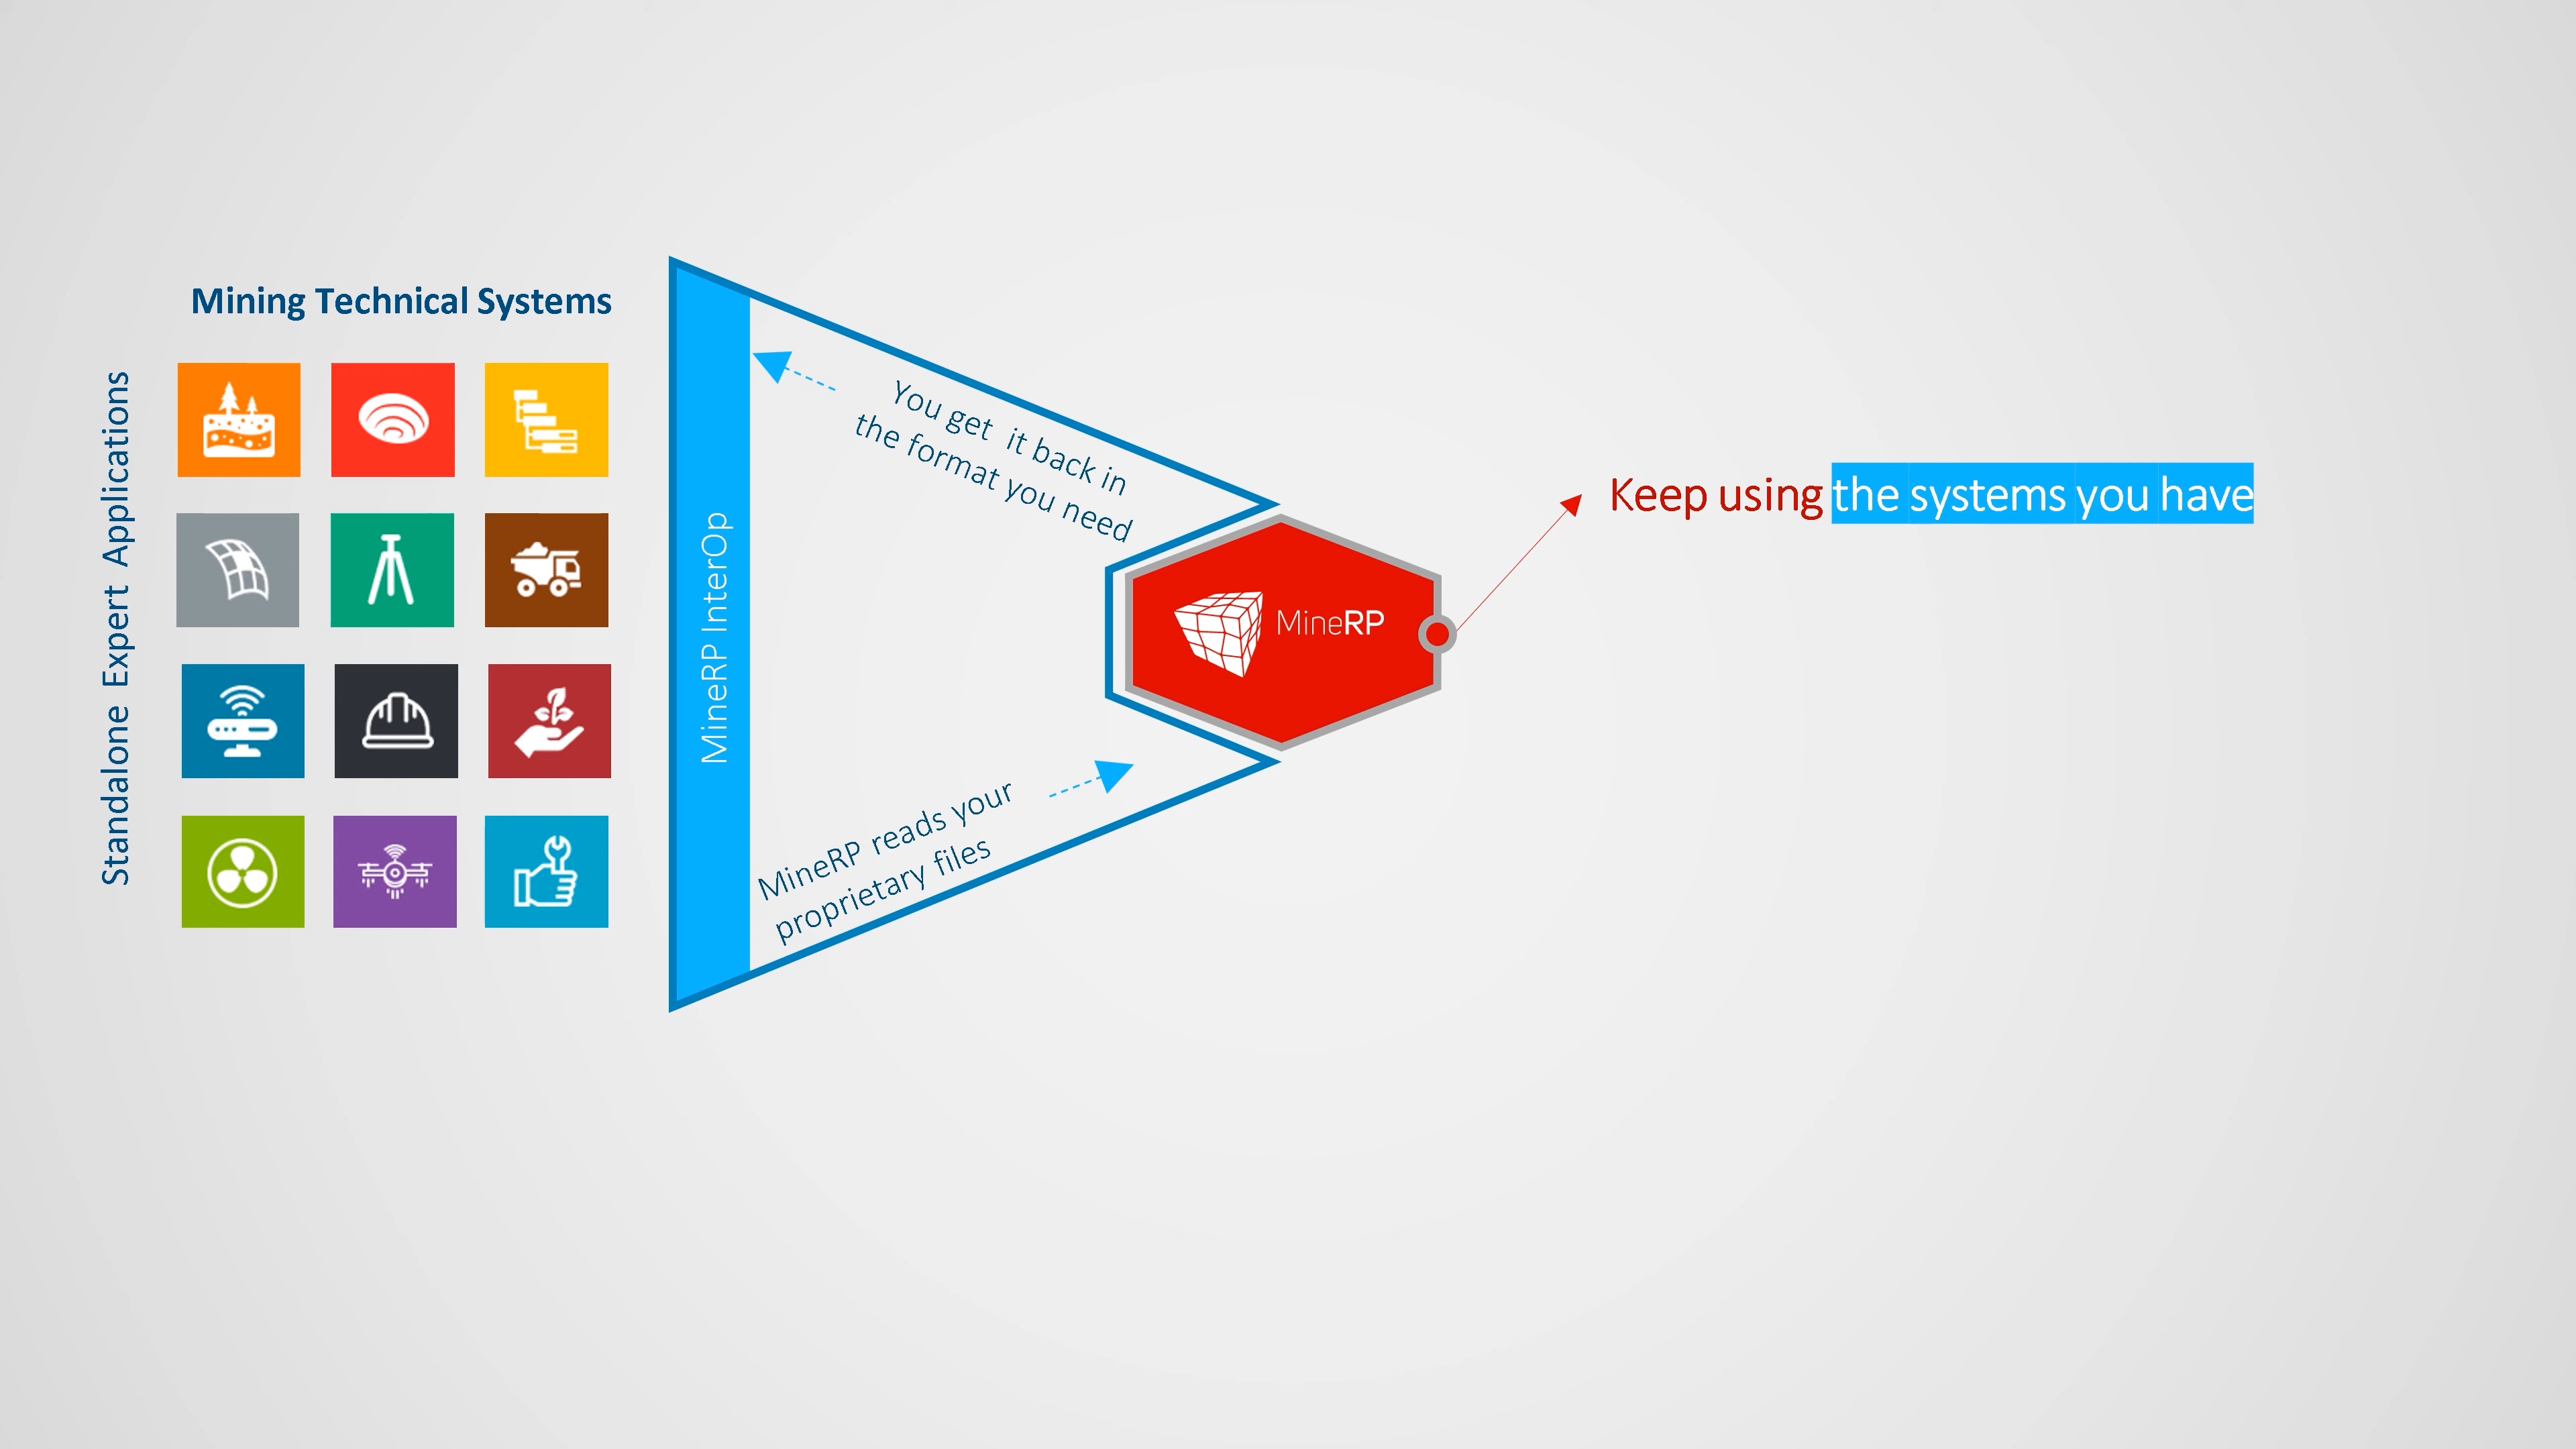 Mining Technical Systems
Standalone Expert Applications
MineRP InterOp
You get it back in
the format you need
MineRP reads your
proprietary files
MineRP
Keep using the systems you have